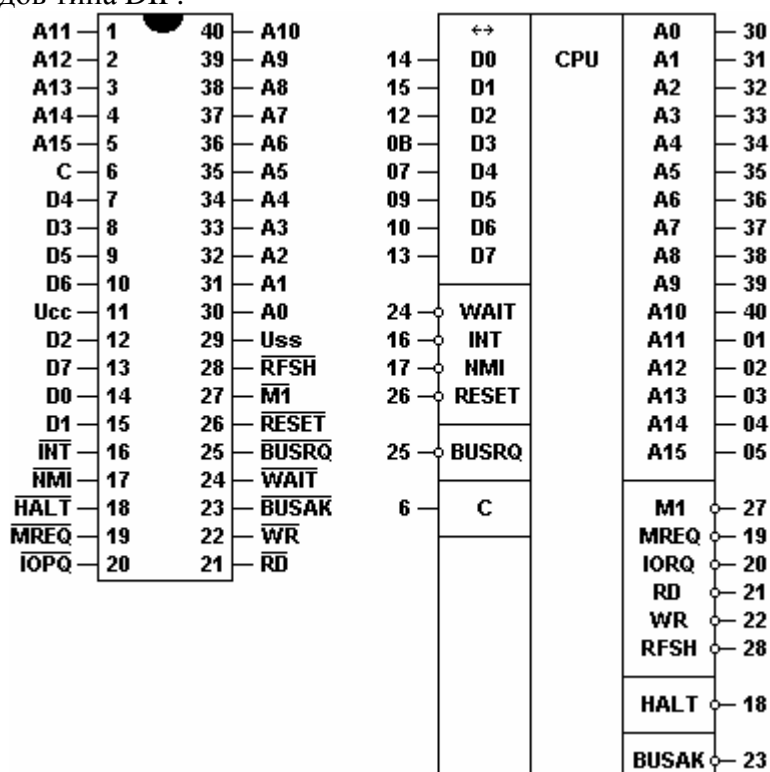 дов типа DIP.
A11 1 40 A10
A12 2 39 A9
A13 3 38 A8
A14 4 37 A7
A15 5 36 A6
C 6 35 A5
D4 7 34 A4
D3 8 33 A3
D5 9 32 A2
D6 10 31 A1
Ucc 11 30 A0
D2 12 29 Uss
D7 13 28 RFSH
D0 14 27 M1
D1 15 26 RESET
INT 16 25 BUSRQ
NMI 17 24 WAIT
HALT 18 23 BUSAK
MREQ 19 22 WR
IOPQ 20 21 RD
↔
14 D0
15 D1
12 D2
0B D3
07 D4
09 D5
10 D6
13 D7
24 WAIT
16 INT
17 NMI
26 RESET
25 BUSRQ
6 C
CPU
A0 30
A1 31
A2 32
A3 33
A4 34
A5 35
A6 36
A7 37
A8 38
A9 39
A10 40
A11 01
A12 02
A13 03
A14 04
A15 05
M1 27
MREQ 19
IORQ 20
RD 21
WR 22
RFSH 28
HALT 18
BUSAK 23